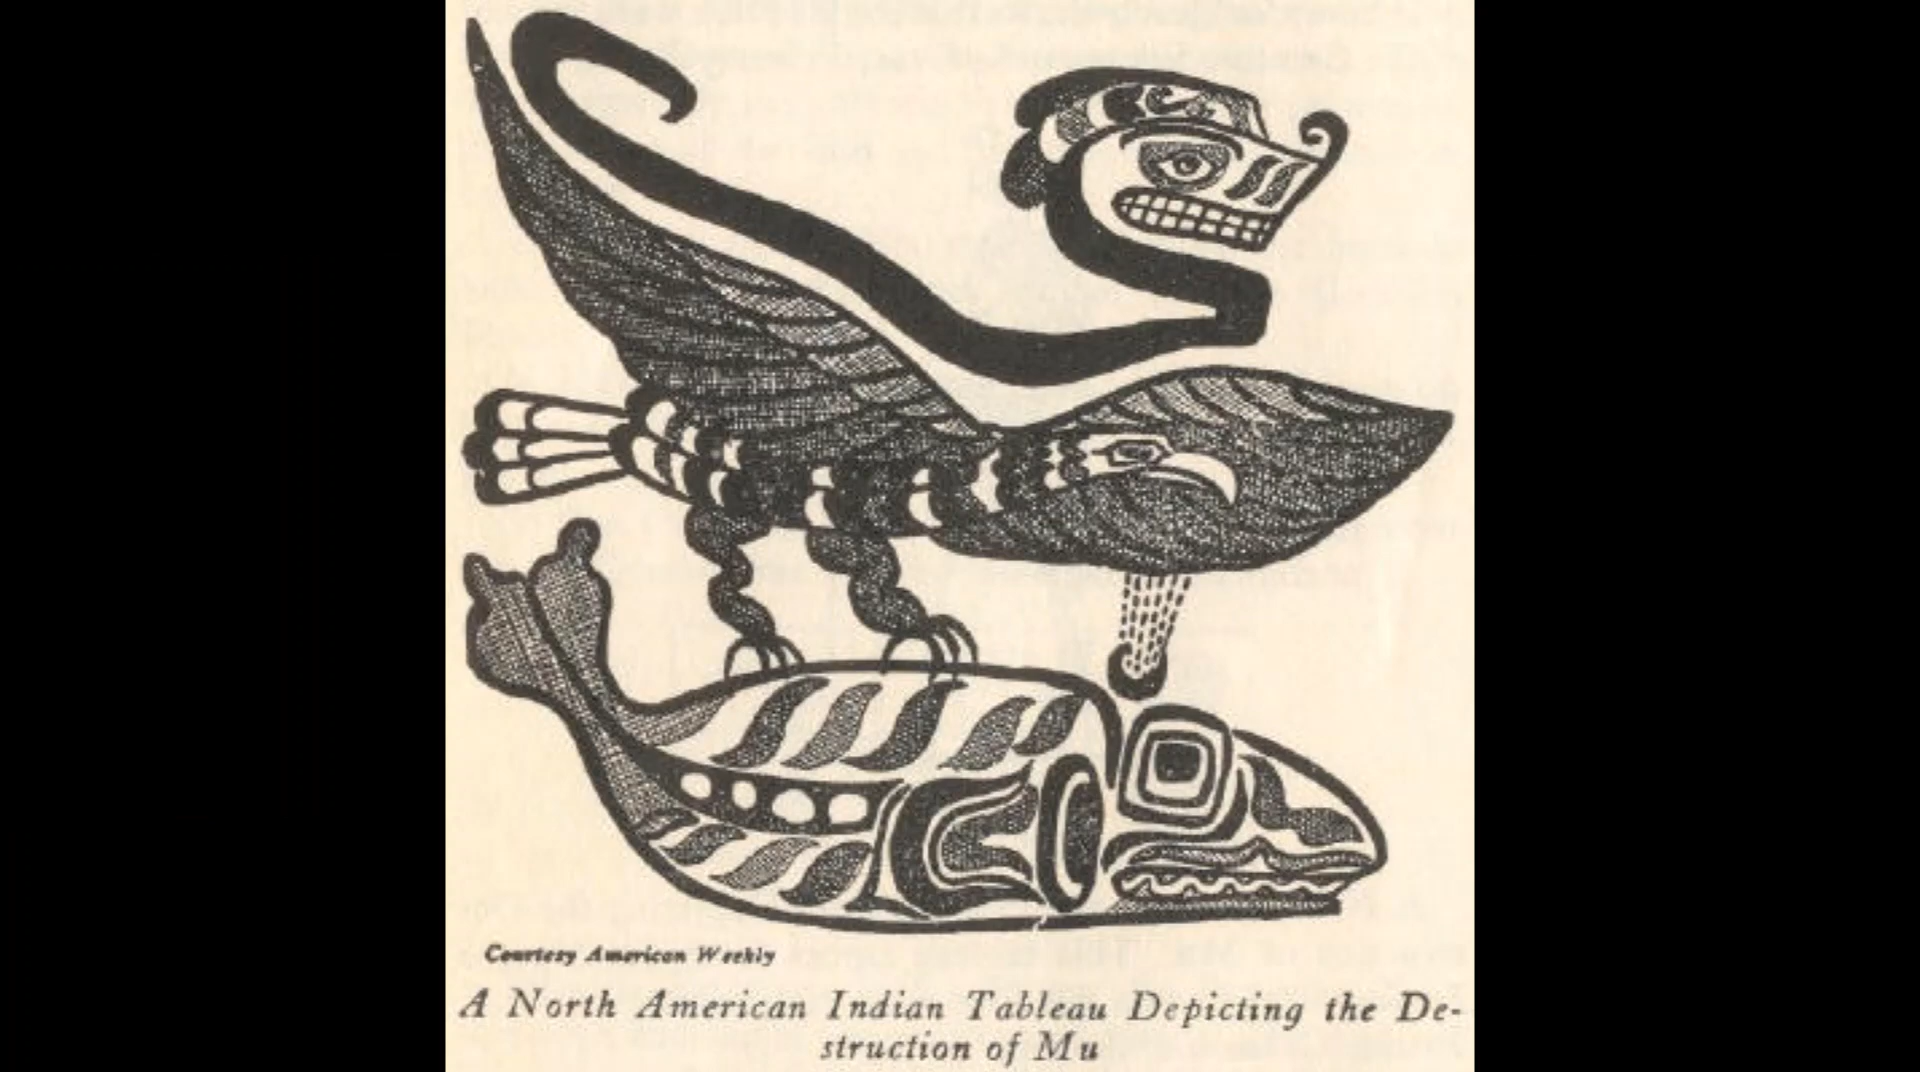 Courtesy American Weekly
A North American Indian Tableau Depicting the De-
struction of Mu